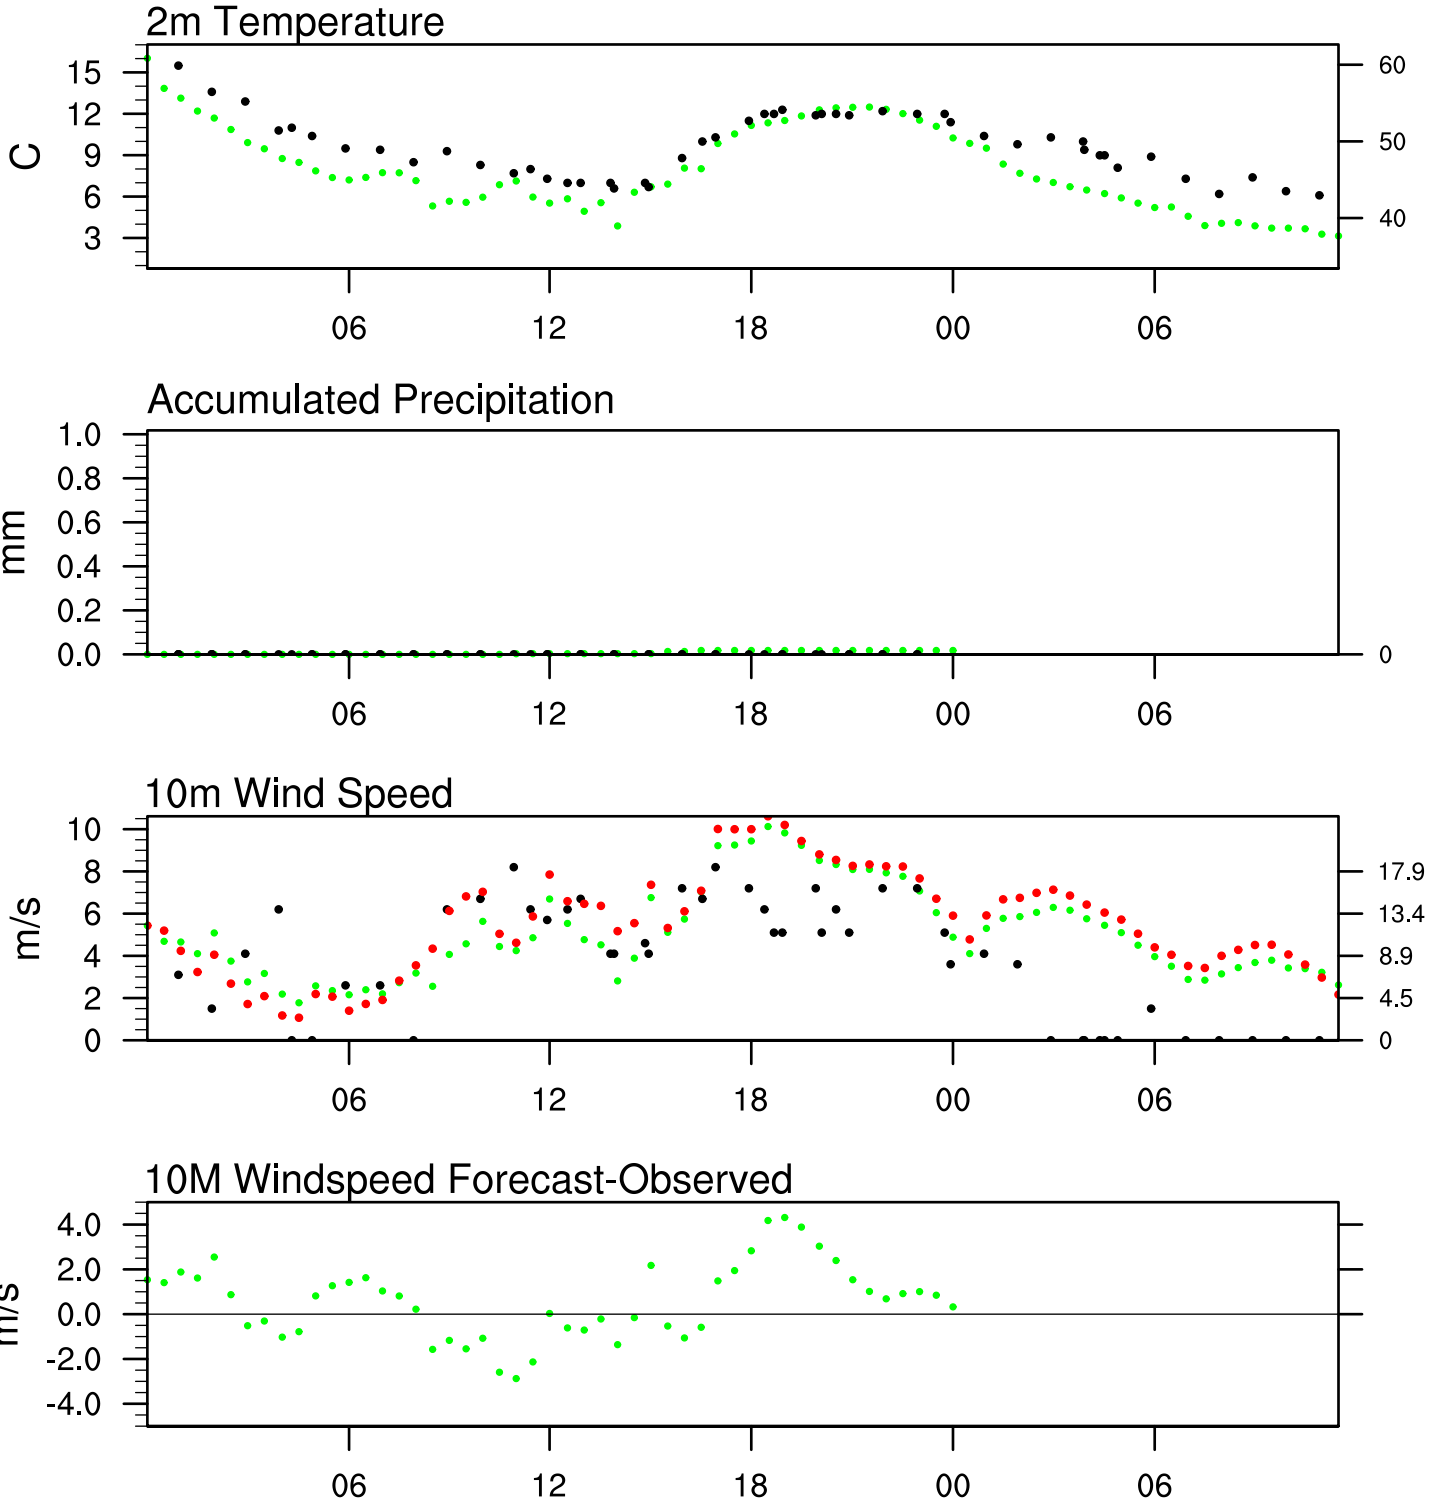 2m Temperature
15
12
9
6
3
C
60
50
40
06 12 18 00 06
Accumulated Precipitation
1.0
0.8
0.6
0.4
0.2
0.0
mm
0
06 12 18 00 06
10m Wind Speed
10
8
6
4
2
0
m/s
17.9
13.4
8.9
4.5
0
06 12 18 00 06
10M Windspeed Forecast-Observed
4.0
2.0
0.0
-2.0
-4.0
m/s
06 12 18 00 06